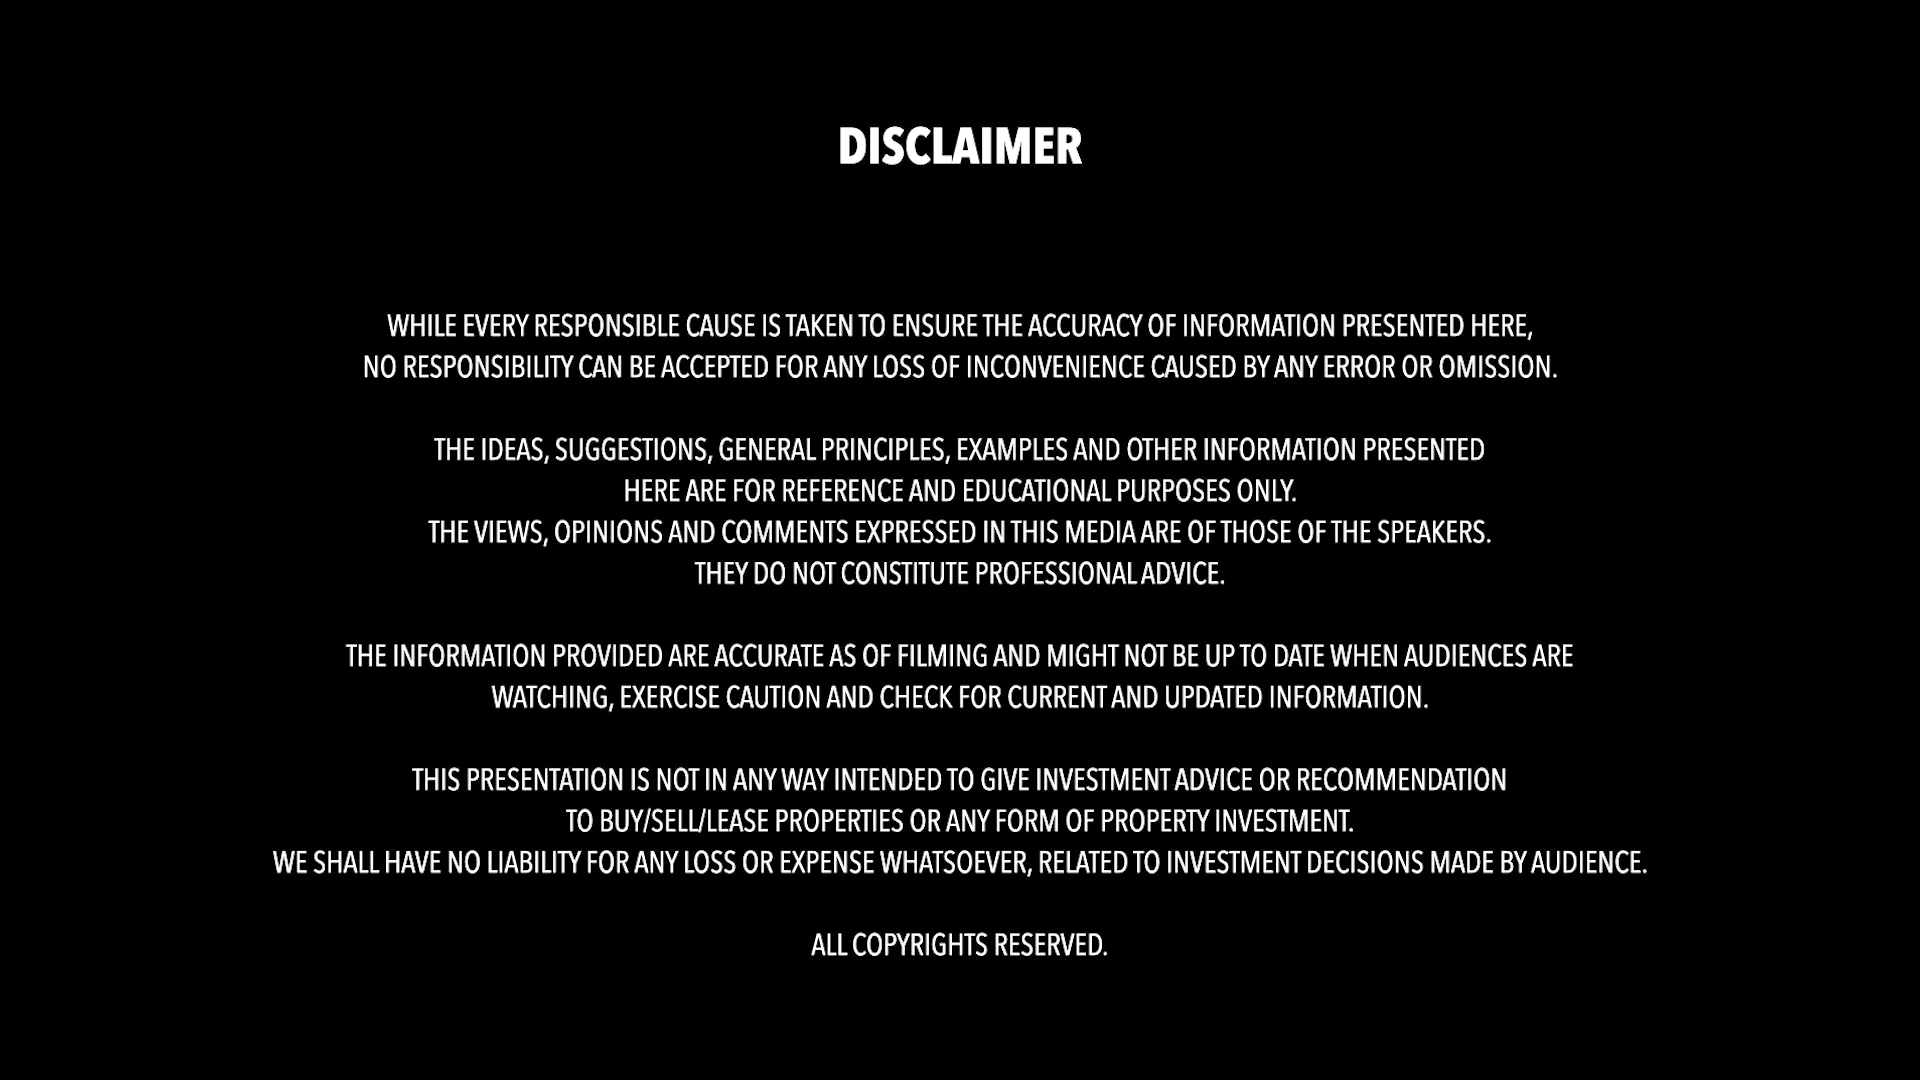 DISCLAIMER
WHILE EVERY RESPONSIBLE CAUSE IS TAKEN TO ENSURE THE ACCURACY OF INFORMATION PRESENTED HERE,
NO RESPONSIBILITY CAN BE ACCEPTED FOR ANY LOSS OF INCONVENIENCE CAUSED BY ANY ERROR OR OMISSION.
THE IDEAS, SUGGESTIONS, GENERAL PRINCIPLES, EXAMPLES AND OTHER INFORMATION PRESENTED
HERE ARE FOR REFERENCE AND EDUCATIONAL PURPOSES ONLY.
THE VIEWS, OPINIONS AND COMMENTS EXPRESSED IN THIS MEDIA ARE OF THOSE OF THE SPEAKERS.
THEY DO NOT CONSTITUTE PROFESSIONAL ADVICE.
THE INFORMATION PROVIDED ARE ACCURATE AS OF FILMING AND MIGHT NOT BE UP TO DATE WHEN AUDIENCES ARE
WATCHING, EXERCISE CAUTION AND CHECK FOR CURRENT AND UPDATED INFORMATION.
THIS PRESENTATION IS NOT IN ANY WAY INTENDED TO GIVE INVESTMENT ADVICE OR RECOMMENDATION
TO BUY/SELL/LEASE PROPERTIES OR ANY FORM OF PROPERTY INVESTMENT.
WE SHALL HAVE NO LIABILITY FOR ANY LOSS OR EXPENSE WHATSOEVER, RELATED TO INVESTMENT DECISIONS MADE BY AUDIENCE.
ALL COPYRIGHTS RESERVED.